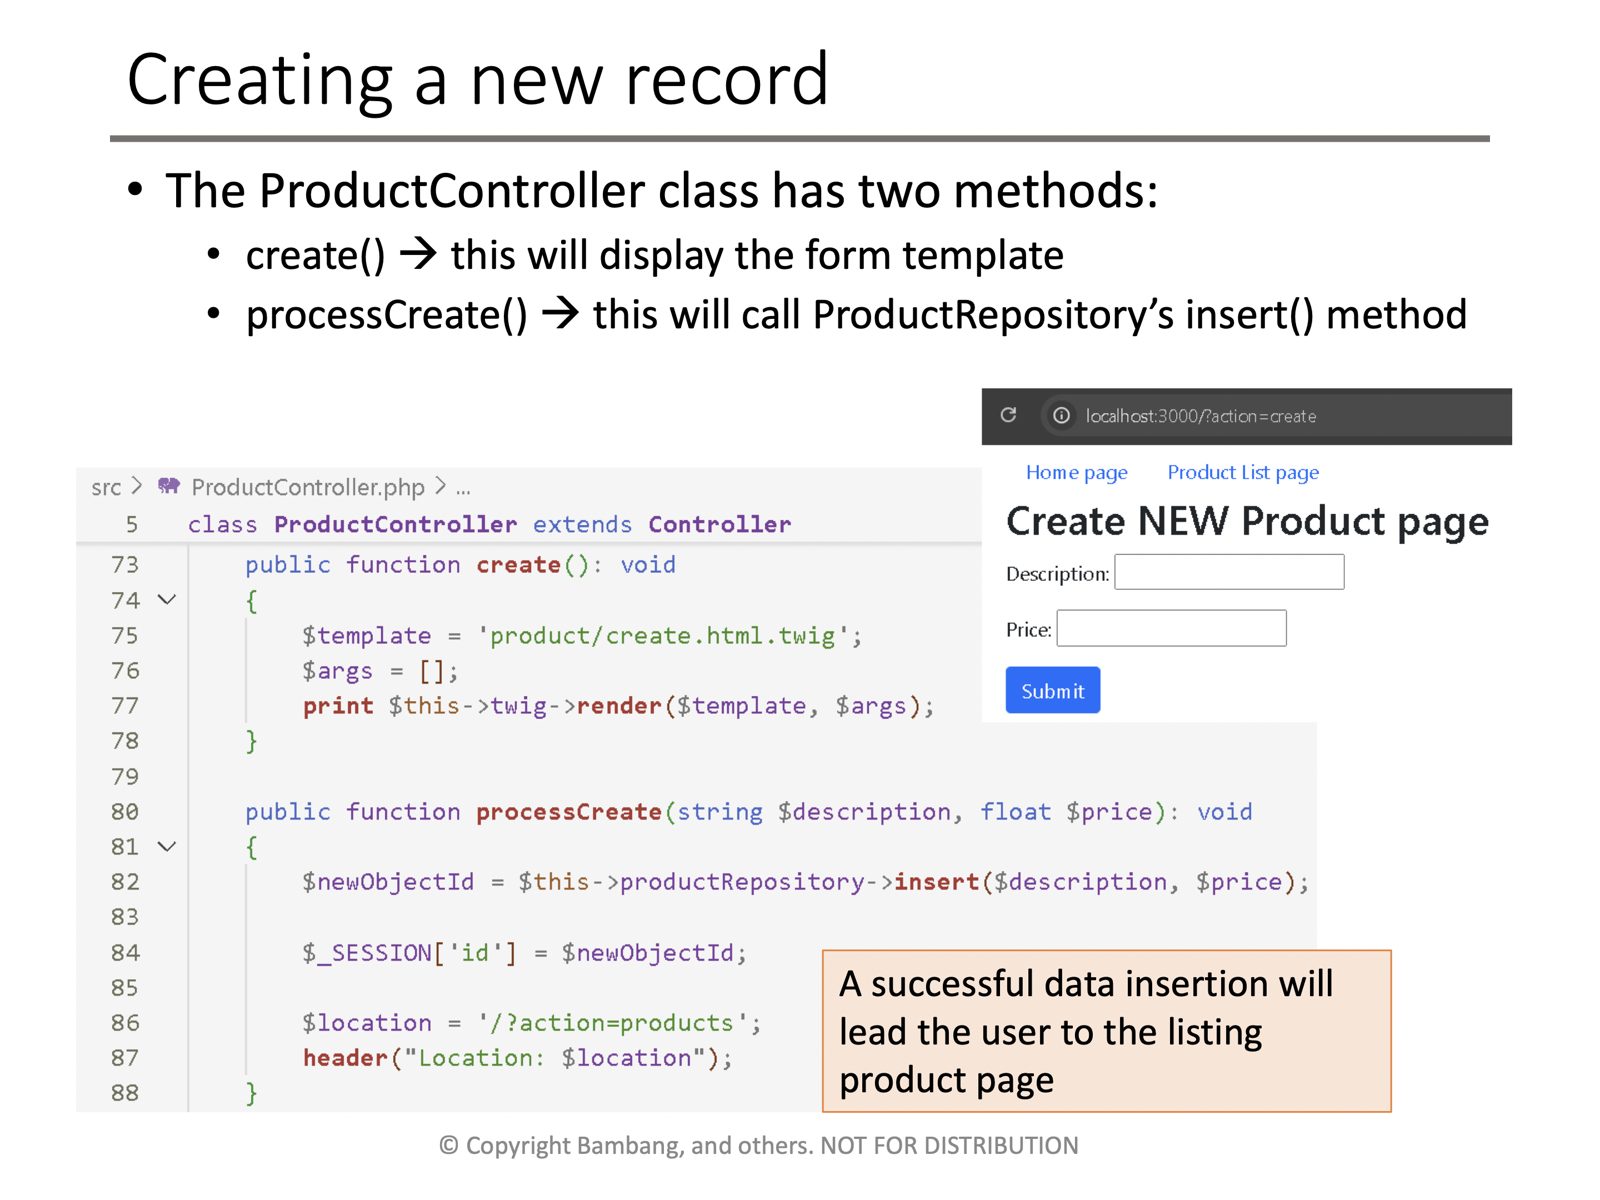 Creating a new record
• The ProductController class has two methods:
• create() → this will display the form template
• processCreate() → this will call ProductRepository’s insert() method
localhost:3000/?action=create
Home page Product List page
Create NEW Product page
Description:
Price:
Submit
src > ProductController.php > ...
5 class ProductController extends Controller
73 public function create(): void
74 {
75 $template = 'product/create.html.twig';
76 $args = [];
77 print $this->twig->render($template, $args);
78 }
79
80 public function processCreate(string $description, float $price): void
81 {
82 $newObjectId = $this->productRepository->insert($description, $price);
83
84 $_SESSION['id'] = $newObjectId;
85
86 $location = '/?action=products';
87 header("Location: $location");
88 }
A successful data insertion will
lead the user to the listing
product page
© Copyright Bambang, and others. NOT FOR DISTRIBUTION